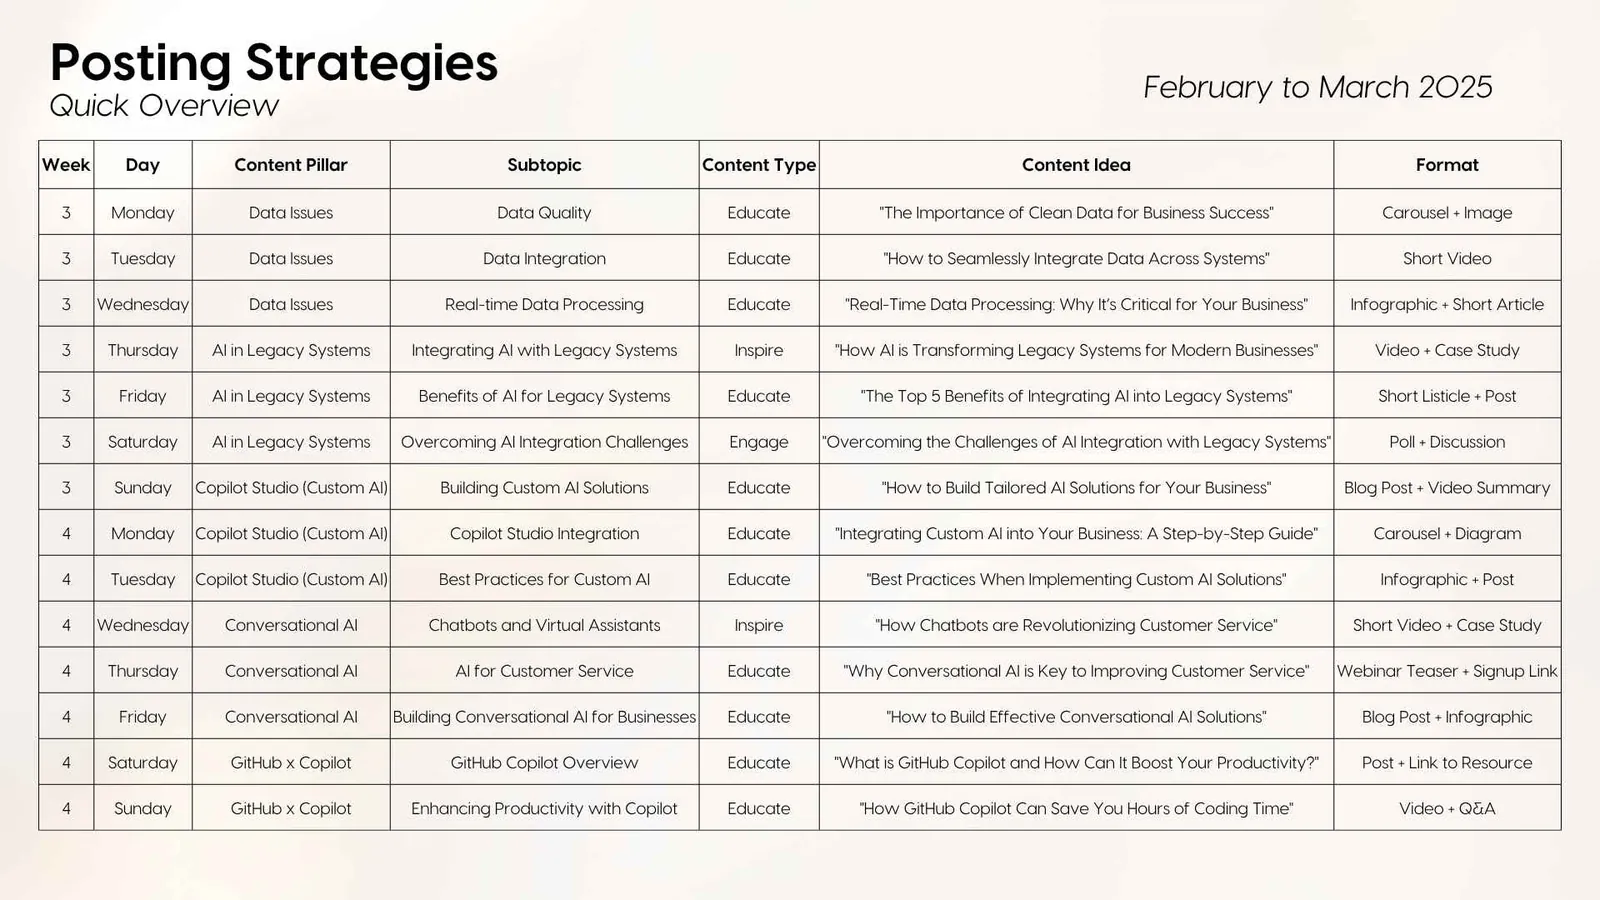 Posting Strategies
Quick Overview
February to March 2025
Week Day Content Pillar Subtopic Content Type Content Idea Format
3 Monday Data Issues Data Quality Educate "The Importance of Clean Data for Business Success" Carousel + Image
3 Tuesday Data Issues Data Integration Educate "How to Seamlessly Integrate Data Across Systems" Short Video
3 Wednesday Data Issues Real-time Data Processing Educate "Real-Time Data Processing: Why It's Critical for Your Business" Infographic + Short Article
3 Thursday AI in Legacy Systems Integrating AI with Legacy Systems Inspire "How AI is Transforming Legacy Systems for Modern Businesses" Video + Case Study
3 Friday AI in Legacy Systems Benefits of AI for Legacy Systems Educate "The Top 5 Benefits of Integrating AI into Legacy Systems" Short Listicle + Post
3 Saturday AI in Legacy Systems Overcoming AI Integration Challenges Engage "Overcoming the Challenges of AI Integration with Legacy Systems" Poll + Discussion
3 Sunday Copilot Studio (Custom AI) Building Custom AI Solutions Educate "How to Build Tailored AI Solutions for Your Business" Blog Post + Video Summary
4 Monday Copilot Studio (Custom AI) Copilot Studio Integration Educate "Integrating Custom AI into Your Business: A Step-by-Step Guide" Carousel + Diagram
4 Tuesday Copilot Studio (Custom AI) Best Practices for Custom AI Educate "Best Practices When Implementing Custom AI Solutions" Infographic + Post
4 Wednesday Conversational AI Chatbots and Virtual Assistants Inspire "How Chatbots are Revolutionizing Customer Service" Short Video + Case Study
4 Thursday Conversational AI AI for Customer Service Educate "Why Conversational AI is Key to Improving Customer Service" Webinar Teaser + Signup Link
4 Friday Conversational AI Building Conversational AI for Businesses Educate "How to Build Effective Conversational AI Solutions" Blog Post + Infographic
4 Saturday GitHub x Copilot GitHub Copilot Overview Educate "What is GitHub Copilot and How Can It Boost Your Productivity?" Post + Link to Resource
4 Sunday GitHub x Copilot Enhancing Productivity with Copilot Educate "How GitHub Copilot Can Save You Hours of Coding Time" Video + Q&A